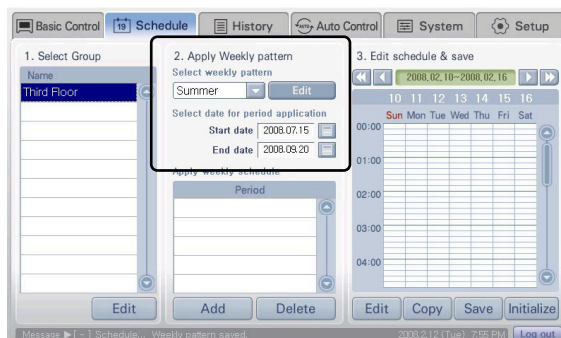 Basic Control
19 Schedule
History
AUTO Auto Control
System
Setup
1. Select Group
Name
Third Floor
Edit
2. Apply Weekly pattern
Select weekly pattern
Summer
Edit
Select date for period application
Start date 2008.07.15
End date 2008.09.20
Apply weekly schedule
Period
Add
Delete
3. Edit schedule & save
2008.02.10~2008.02.16
10 11 12 13 14 15 16
Sun Mon Tue Wed Thu Fri Sat
00:00
01:00
02:00
03:00
04:00
Edit
Copy
Save
Initialize
Message ▶[ - ] Schedule... Weekly pattern saved.
2008.2.12 (Tue) 7:55 PM
Log out